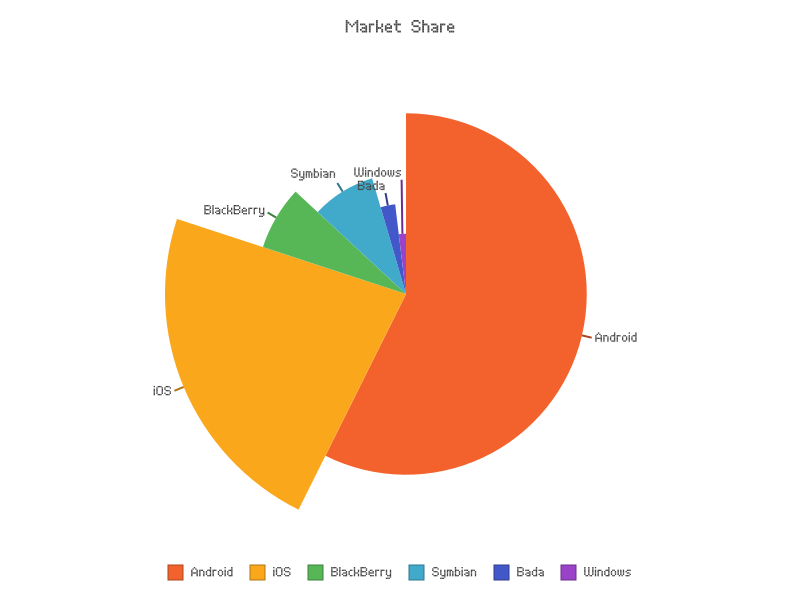 Market Share
Windows
Symbian
Bada
BlackBerry
Android
iOS
Android iOS BlackBerry Symbian Bada Windows